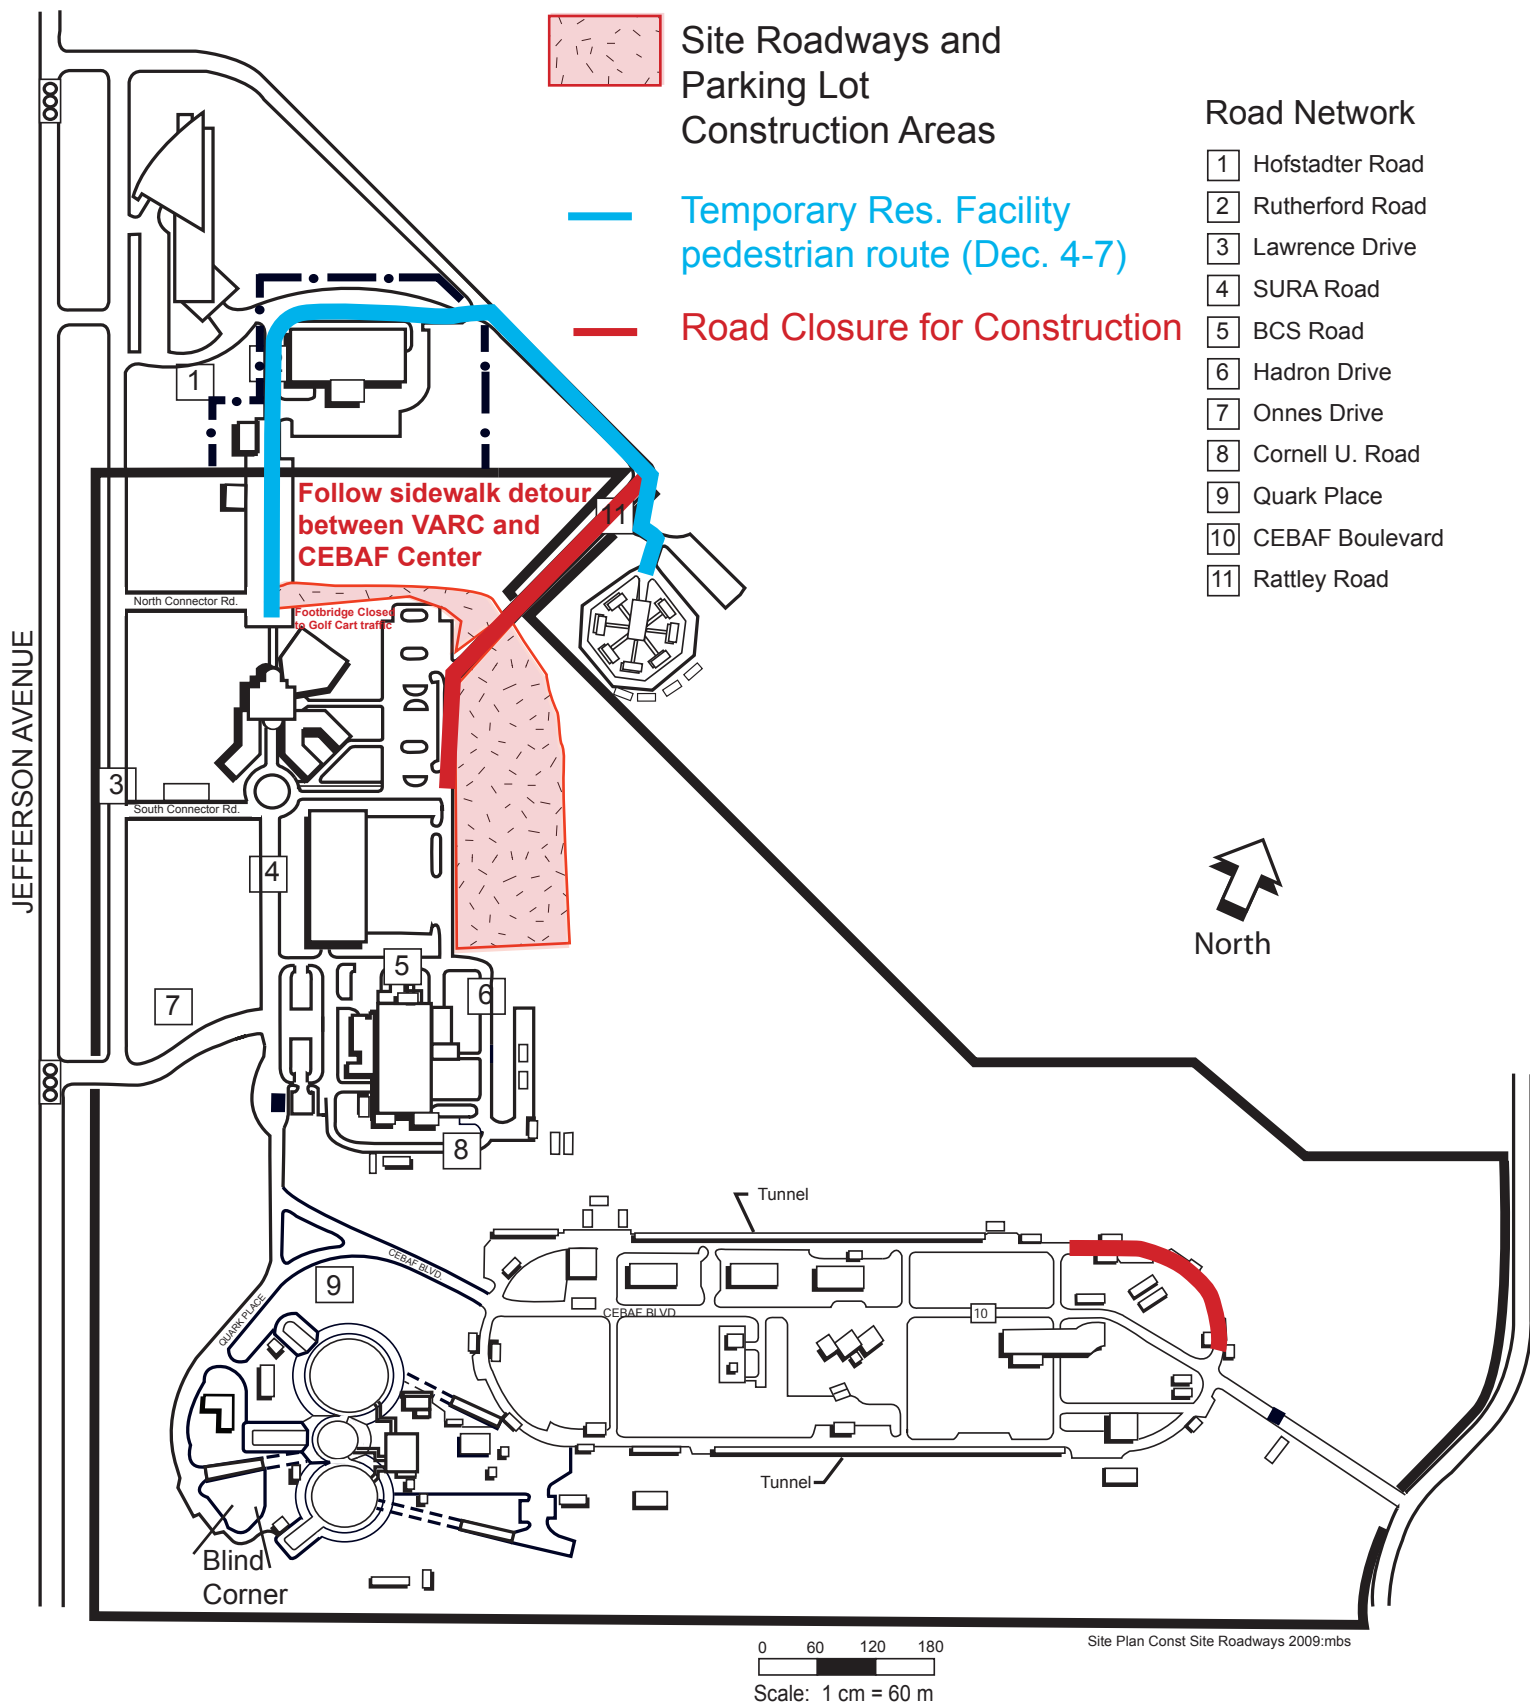 Site Roadways and
Parking Lot
Construction Areas
Temporary Res. Facility
pedestrian route (Dec. 4-7)
Road Closure for Construction
Road Network
1 Hofstadter Road
2 Rutherford Road
3 Lawrence Drive
4 SURA Road
5 BCS Road
6 Hadron Drive
7 Onnes Drive
8 Cornell U. Road
9 Quark Place
10 CEBAF Boulevard
11 Rattley Road
1
Follow sidewalk detour
between VARC and
CEBAF Center
11
North Connector Rd.
Footbridge Closed
to Golf Cart traffic
JEFFERSON AVENUE
3
South Connector Rd.
4
North
5
6
7
8
Tunnel
CEBAF BLVD.
9
QUARK PLACE
CEBAF BLVD
10
Tunnel
Blind
Corner
Site Plan Const Site Roadways 2009:mbs
0 60 120 180
Scale: 1 cm = 60 m